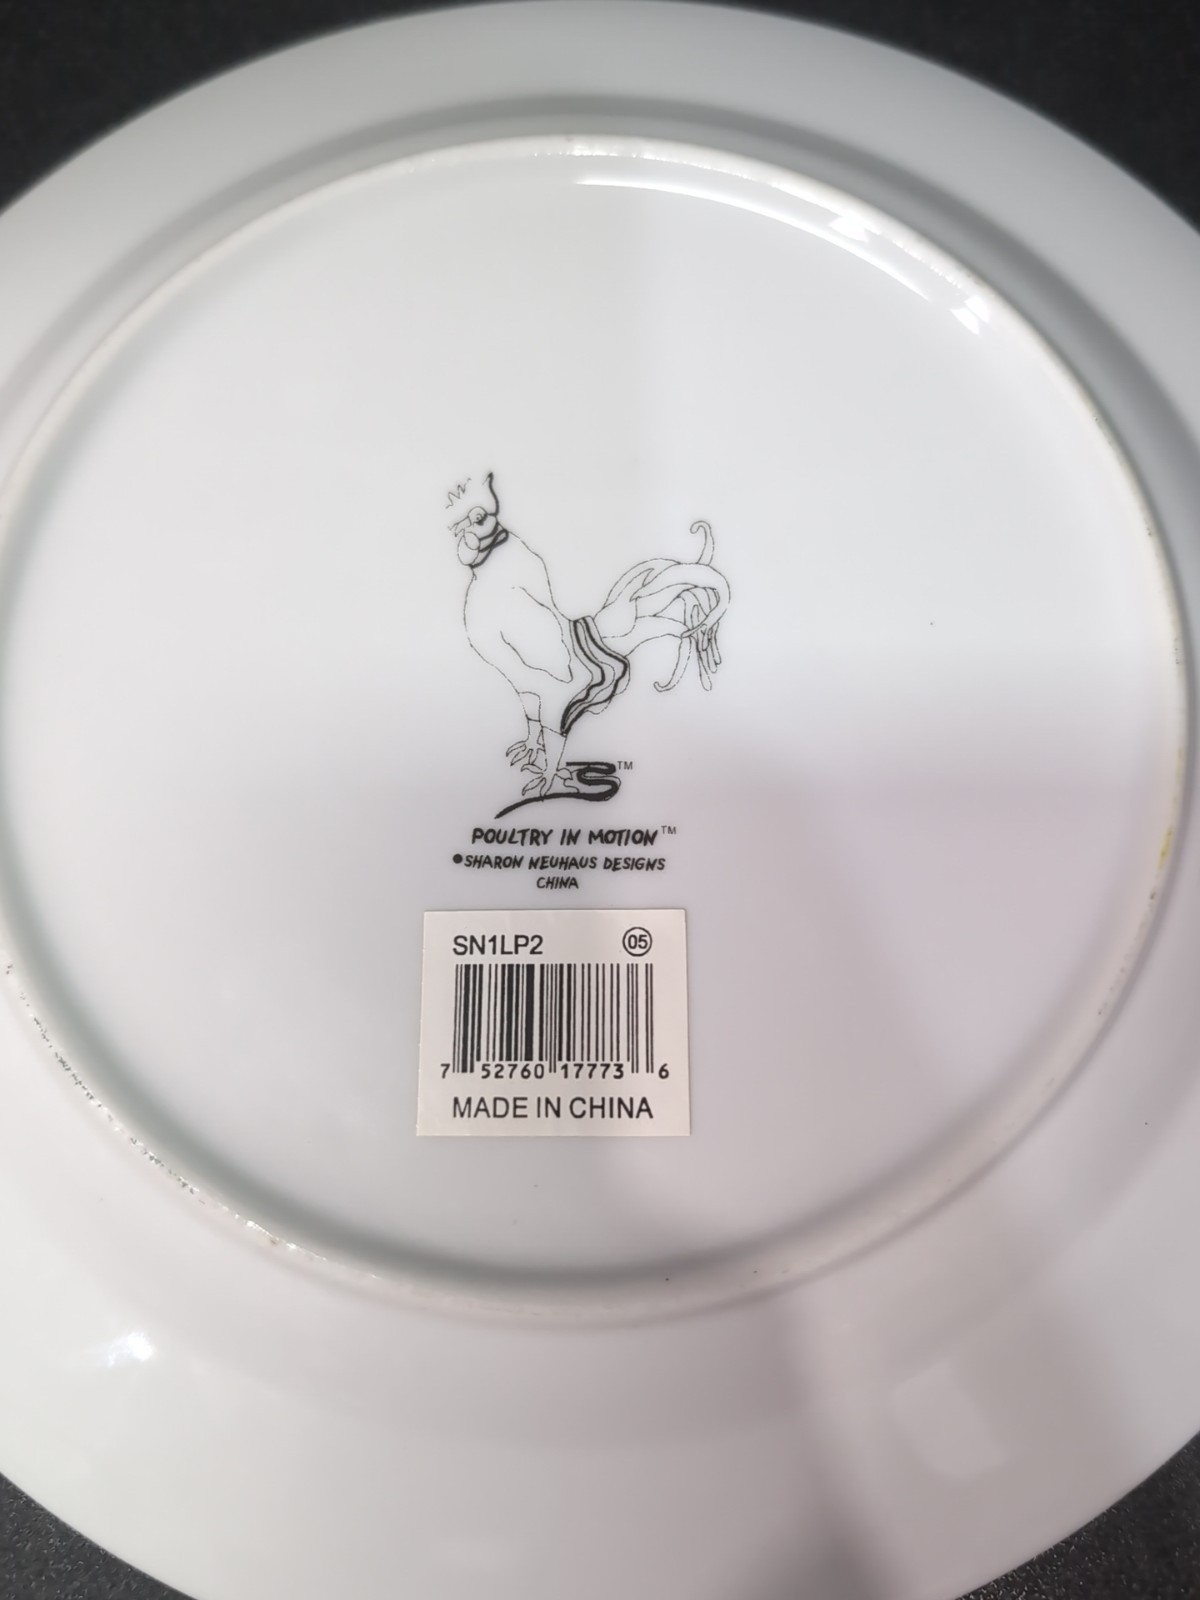 TM
POULTRY IN MOTION™
•SHARON NEUHAUS DESIGNS
CHINA
SN1LP2 05
7 52760 17773 6
MADE IN CHINA